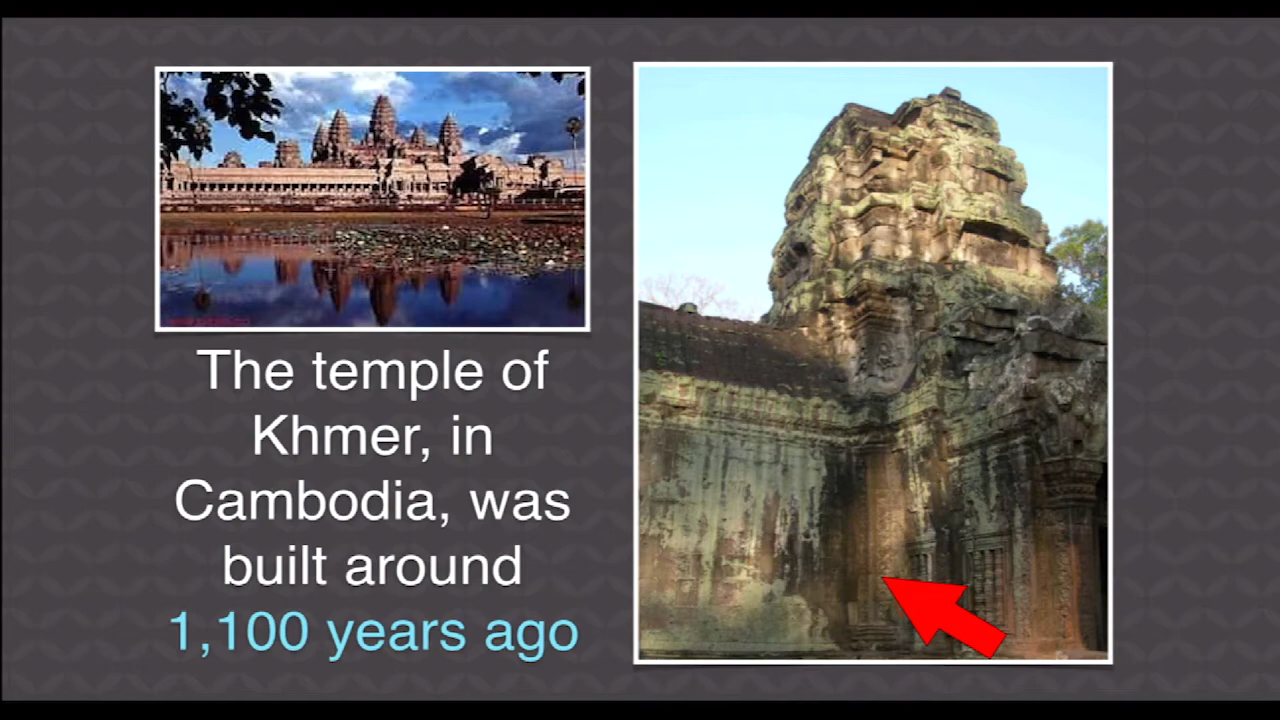 The temple of
Khmer, in
Cambodia, was
built around
1,100 years ago